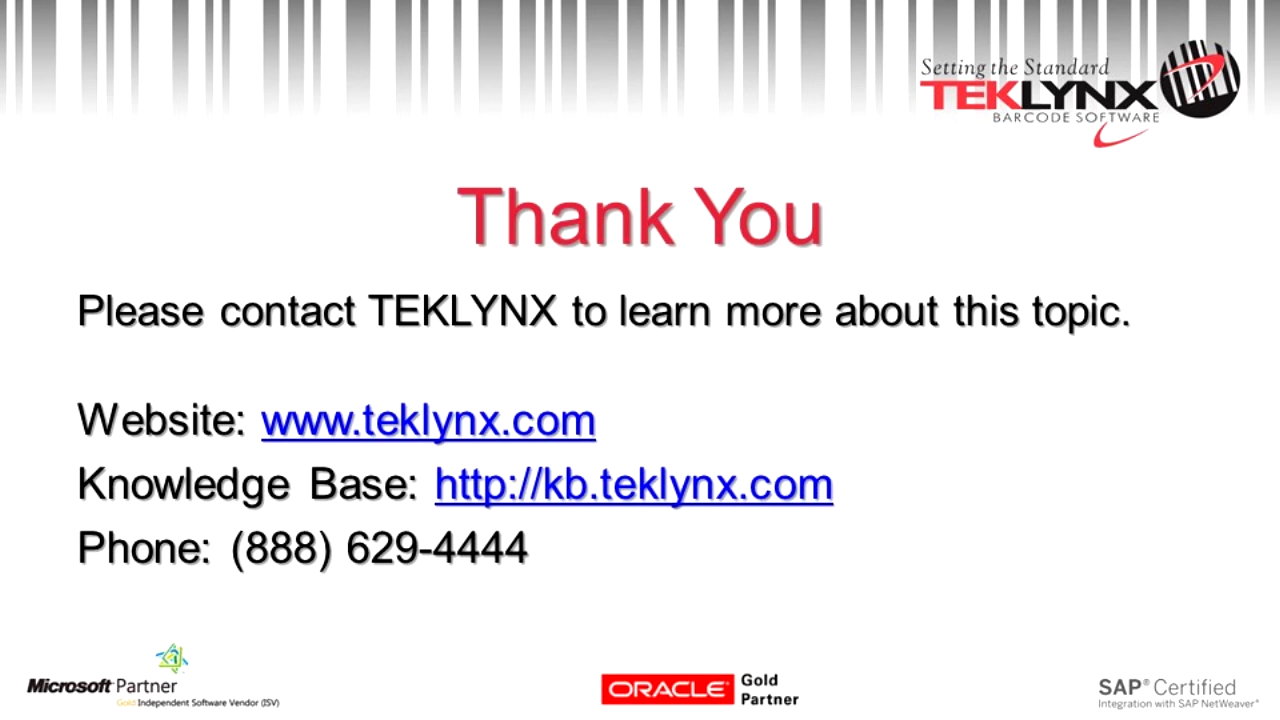 Setting the Standard
TEKLYNX
BARCODE SOFTWARE
Thank You
Please contact TEKLYNX to learn more about this topic.
Website: www.teklynx.com
Knowledge Base: http://kb.teklynx.com
Phone: (888) 629-4444
Microsoft Partner
Gold Independent Software Vendor (ISV)
ORACLE Gold
Partner
SAP® Certified
Integration with SAP NetWeaver®